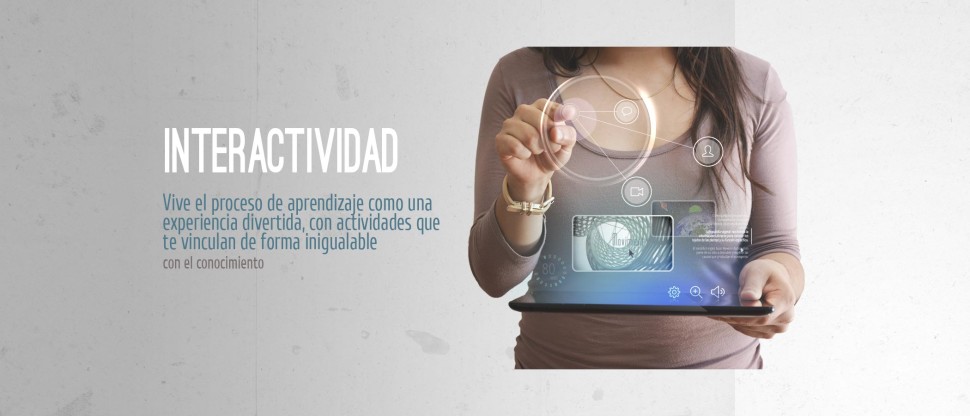 INTERACTIVIDAD
Vive el proceso de aprendizaje como una
experiencia divertida, con actividades que
te vinculan de forma inigualable
con el conocimiento
80